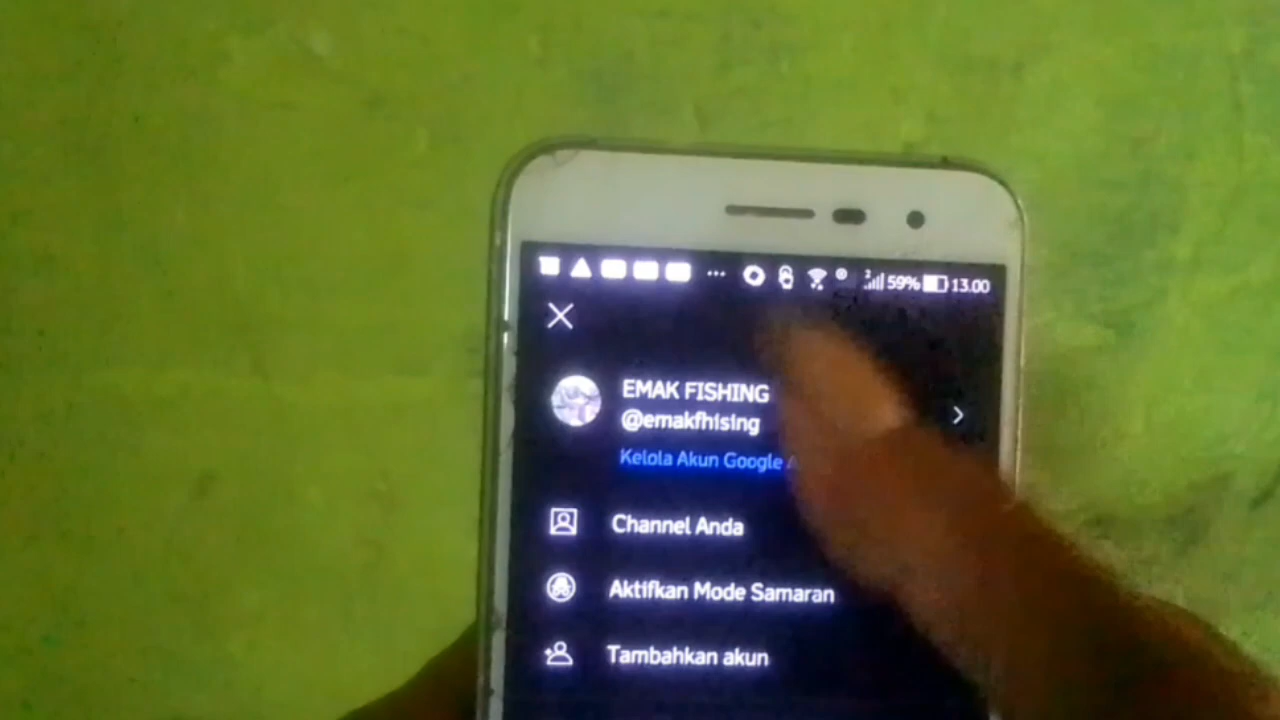 59% 13.00
EMAK FISHING
@emakfhising
Kelola Akun Google
Channel Anda
Aktifkan Mode Samaran
Tambahkan akun